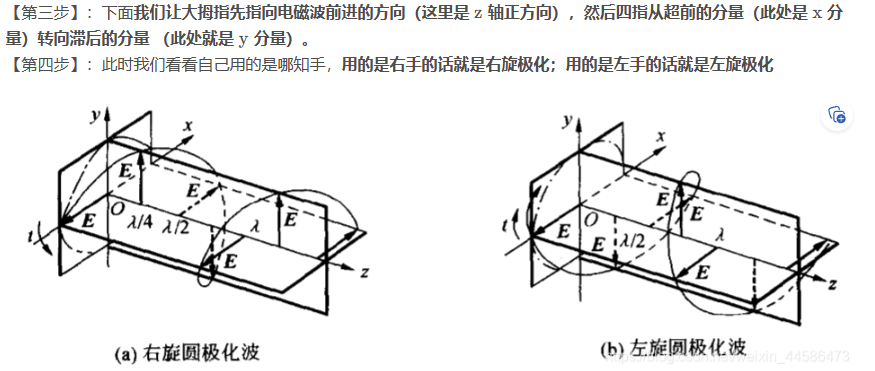 【第三步】：下面我们让大拇指先指向电磁波前进的方向（这里是 z 轴正方向），然后四指从超前的分量（此处是 x 分
量）转向滞后的分量 （此处就是 y 分量）。
【第四步】：此时我们看看自己用的是哪知手，用的是右手的话就是右旋极化；用的是左手的话就是左旋极化
y
x
E
E
E
E
O
λ/4
λ/2
λ
E
t
z
(a) 右旋圆极化波
y
x
E
E
E
O
E
E
λ/2
λ
E
t
z
(b) 左旋圆极化波
https://blog.csdn.net/weixin_44586473